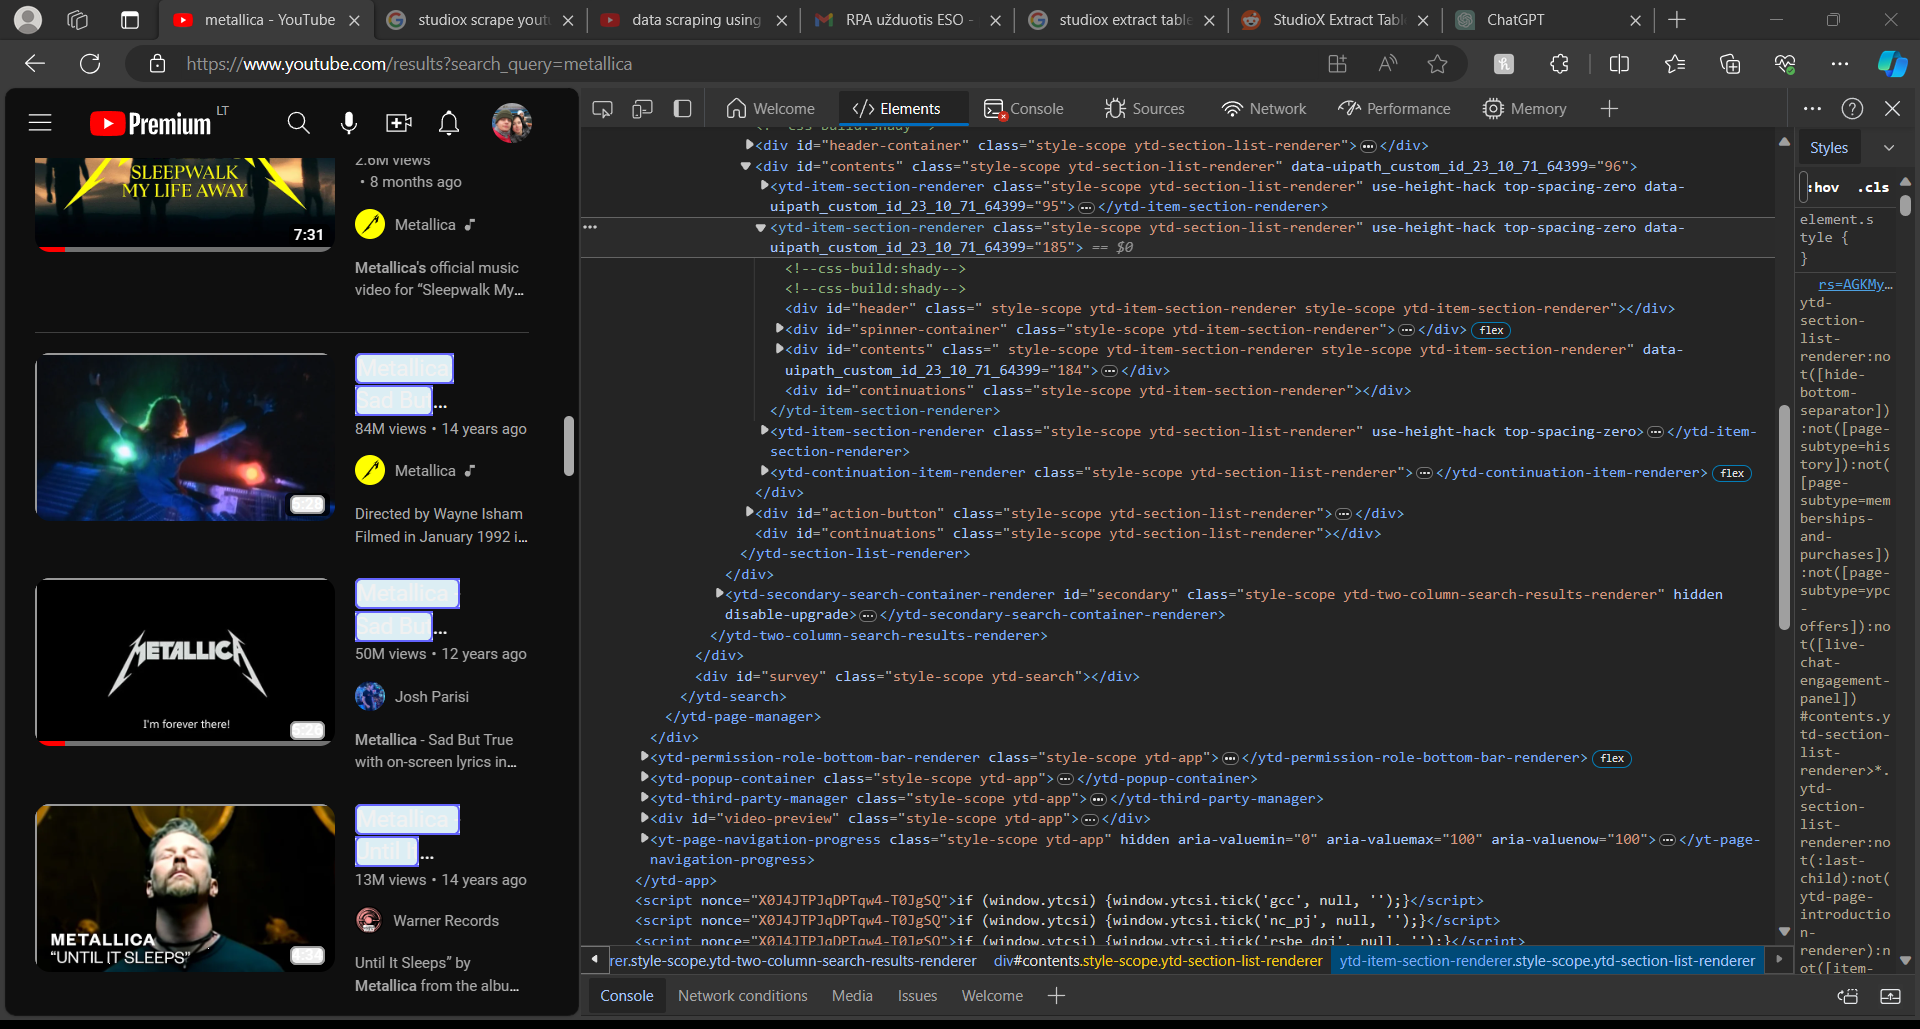 metallica - YouTube
studiox scrape yout
data scraping using
RPA užduotis ESO -
studiox extract table
StudioX Extract Tabl
ChatGPT
https://www.youtube.com/results?search_query=metallica
Premium LT
SLEEPWALK
MY LIFE AWAY
7:31
2.6M views
• 8 months ago
Metallica
Metallica's official music
video for “Sleepwalk My...
Metallica
Sad Bu...
84M views • 14 years ago
Metallica
Directed by Wayne Isham
Filmed in January 1992 i...
Metallica
Sad Bu...
50M views • 12 years ago
Josh Parisi
METALLICA
I'm forever there!
Metallica - Sad But True
with on-screen lyrics in...
Metallica
Until I...
13M views • 14 years ago
Warner Records
METALLICA
“UNTIL IT SLEEPS”
Until It Sleeps” by
Metallica from the albu...
Welcome
</> Elements
Console
Sources
Network
Performance
Memory
<div id="header-container" class="style-scope ytd-section-list-renderer">…</div>
<div id="contents" class="style-scope ytd-section-list-renderer" data-uipath_custom_id_23_10_71_64399="96">
<ytd-item-section-renderer class="style-scope ytd-section-list-renderer" use-height-hack top-spacing-zero data-
uipath_custom_id_23_10_71_64399="95">…</ytd-item-section-renderer>
<ytd-item-section-renderer class="style-scope ytd-section-list-renderer" use-height-hack top-spacing-zero data-
uipath_custom_id_23_10_71_64399="185"> == $0
<!--css-build:shady-->
<!--css-build:shady-->
<div id="header" class=" style-scope ytd-item-section-renderer style-scope ytd-item-section-renderer"></div>
<div id="spinner-container" class="style-scope ytd-item-section-renderer">…</div> flex
<div id="contents" class=" style-scope ytd-item-section-renderer style-scope ytd-item-section-renderer" data-
uipath_custom_id_23_10_71_64399="184">…</div>
<div id="continuations" class="style-scope ytd-item-section-renderer"></div>
</ytd-item-section-renderer>
<ytd-item-section-renderer class="style-scope ytd-section-list-renderer" use-height-hack top-spacing-zero>…</ytd-item-
section-renderer>
<ytd-continuation-item-renderer class="style-scope ytd-section-list-renderer">…</ytd-continuation-item-renderer> flex
</div>
<div id="action-button" class="style-scope ytd-section-list-renderer">…</div>
<div id="continuations" class="style-scope ytd-section-list-renderer"></div>
</ytd-section-list-renderer>
</div>
<ytd-secondary-search-container-renderer id="secondary" class="style-scope ytd-two-column-search-results-renderer" hidden
disable-upgrade>…</ytd-secondary-search-container-renderer>
</ytd-two-column-search-results-renderer>
</div>
<div id="survey" class="style-scope ytd-search"></div>
</ytd-search>
</ytd-page-manager>
</div>
<ytd-permission-role-bottom-bar-renderer class="style-scope ytd-app">…</ytd-permission-role-bottom-bar-renderer> flex
<ytd-popup-container class="style-scope ytd-app">…</ytd-popup-container>
<ytd-third-party-manager class="style-scope ytd-app">…</ytd-third-party-manager>
<div id="video-preview" class="style-scope ytd-app">…</div>
<yt-page-navigation-progress class="style-scope ytd-app" hidden aria-valuemin="0" aria-valuemax="100" aria-valuenow="100">…</yt-page-
navigation-progress>
</ytd-app>
<script nonce="X0J4JTPJqDPTqw4-T0JgSQ">if (window.ytcsi) {window.ytcsi.tick('gcc', null, '');}</script>
<script nonce="X0J4JTPJqDPTqw4-T0JgSQ">if (window.ytcsi) {window.ytcsi.tick('nc_pj', null, '');}</script>
<script nonce="X0J4JTPJqDPTqw4-T0JgSQ">if (window.ytcsi) {window.ytcsi.tick('rsbe_dpj', null, '');}</script>
rer.style-scope.ytd-two-column-search-results-renderer
div#contents.style-scope.ytd-section-list-renderer
ytd-item-section-renderer.style-scope.ytd-section-list-renderer
Console
Network conditions
Media
Issues
Welcome
Styles
:hov .cls
element.s
tyle {
}
rs=AGKMy…
ytd-
section-
list-
renderer:no
t([hide-
bottom-
separator])
:not([page-
subtype=his
tory]):not(
[page-
subtype=mem
berships-
and-
purchases])
:not([page-
subtype=ypc
-
offers]):no
t([live-
chat-
engagement-
panel])
#contents.y
td-section-
list-
renderer>*.
ytd-
section-
list-
renderer:no
t(:last-
child):not(
ytd-page-
introductio
n-
renderer):n
ot([item-